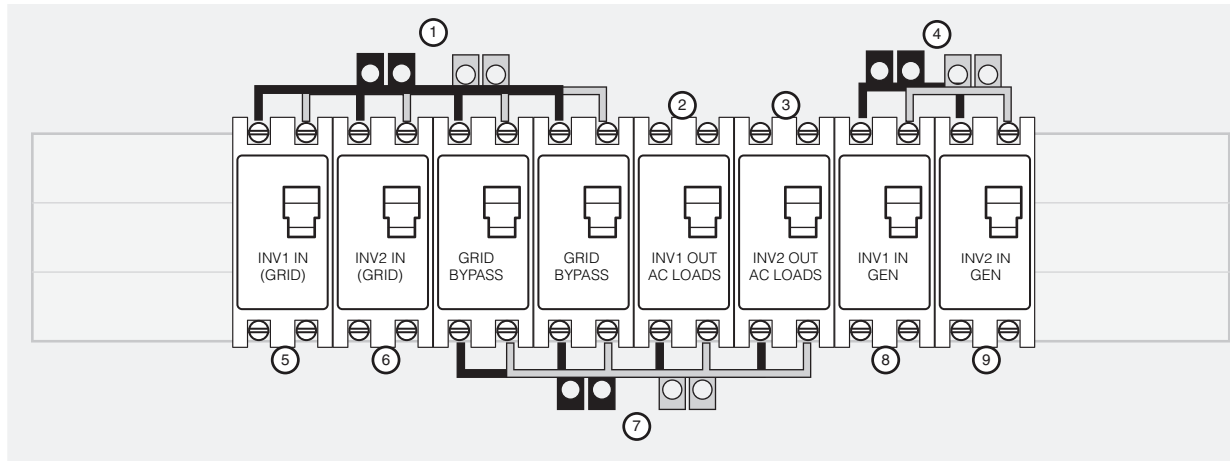 1
4
2
3
INV1 IN
(GRID)
INV2 IN
(GRID)
GRID
BYPASS
GRID
BYPASS
INV1 OUT
AC LOADS
INV2 OUT
AC LOADS
INV1 IN
GEN
INV2 IN
GEN
5
6
8
9
7